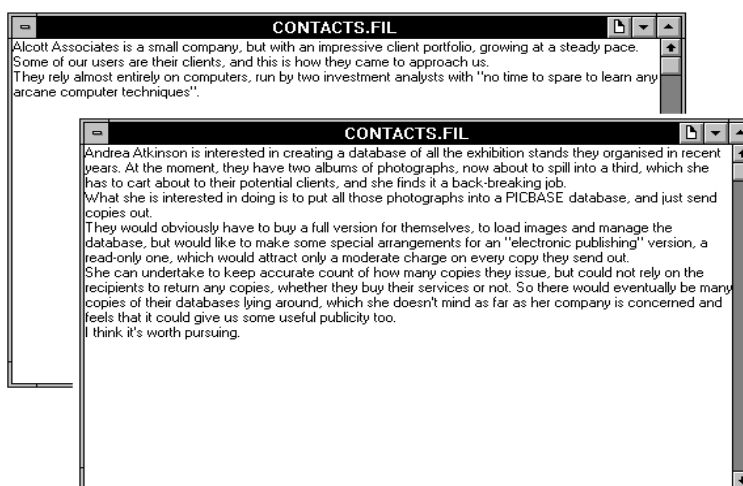 CONTACTS.FIL
Alcott Associates is a small company, but with an impressive client portfolio, growing at a steady pace.
Some of our users are their clients, and this is how they came to approach us.
They rely almost entirely on computers, run by two investment analysts with "no time to spare to learn any
arcane computer techniques".
CONTACTS.FIL
Andrea Atkinson is interested in creating a database of all the exhibition stands they organised in recent
years. At the moment, they have two albums of photographs, now about to spill into a third, which she
has to cart about to their potential clients, and she finds it a back-breaking job.
What she is interested in doing is to put all those photographs into a PICBASE database, and just send
copies out.
They would obviously have to buy a full version for themselves, to load images and manage the
database, but would like to make some special arrangements for an "electronic publishing" version, a
read-only one, which would attract only a moderate charge on every copy they send out.
She can undertake to keep accurate count of how many copies they issue, but could not rely on the
recipients to return any copies, whether they buy their services or not. So there would eventually be many
copies of their databases lying around, which she doesn't mind as far as her company is concerned and
feels that it could give us some useful publicity too.
I think it's worth pursuing.